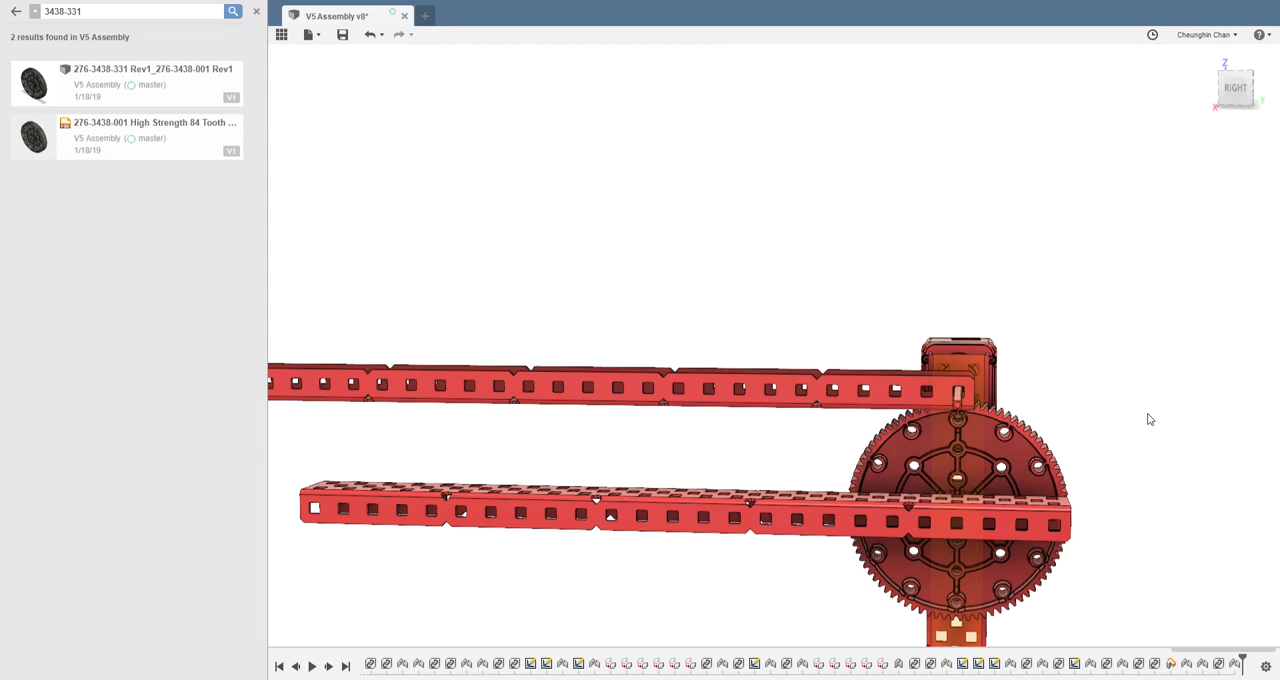 3438-331
2 results found in V5 Assembly
276-3438-331 Rev1_276-3438-001 Rev1
V5 Assembly ( master)
1/18/19
V1
276-3438-001 High Strength 84 Tooth ...
V5 Assembly ( master)
1/18/19
V1
V5 Assembly v8*
Cheunghin Chan
Z
RIGHT
X
Y